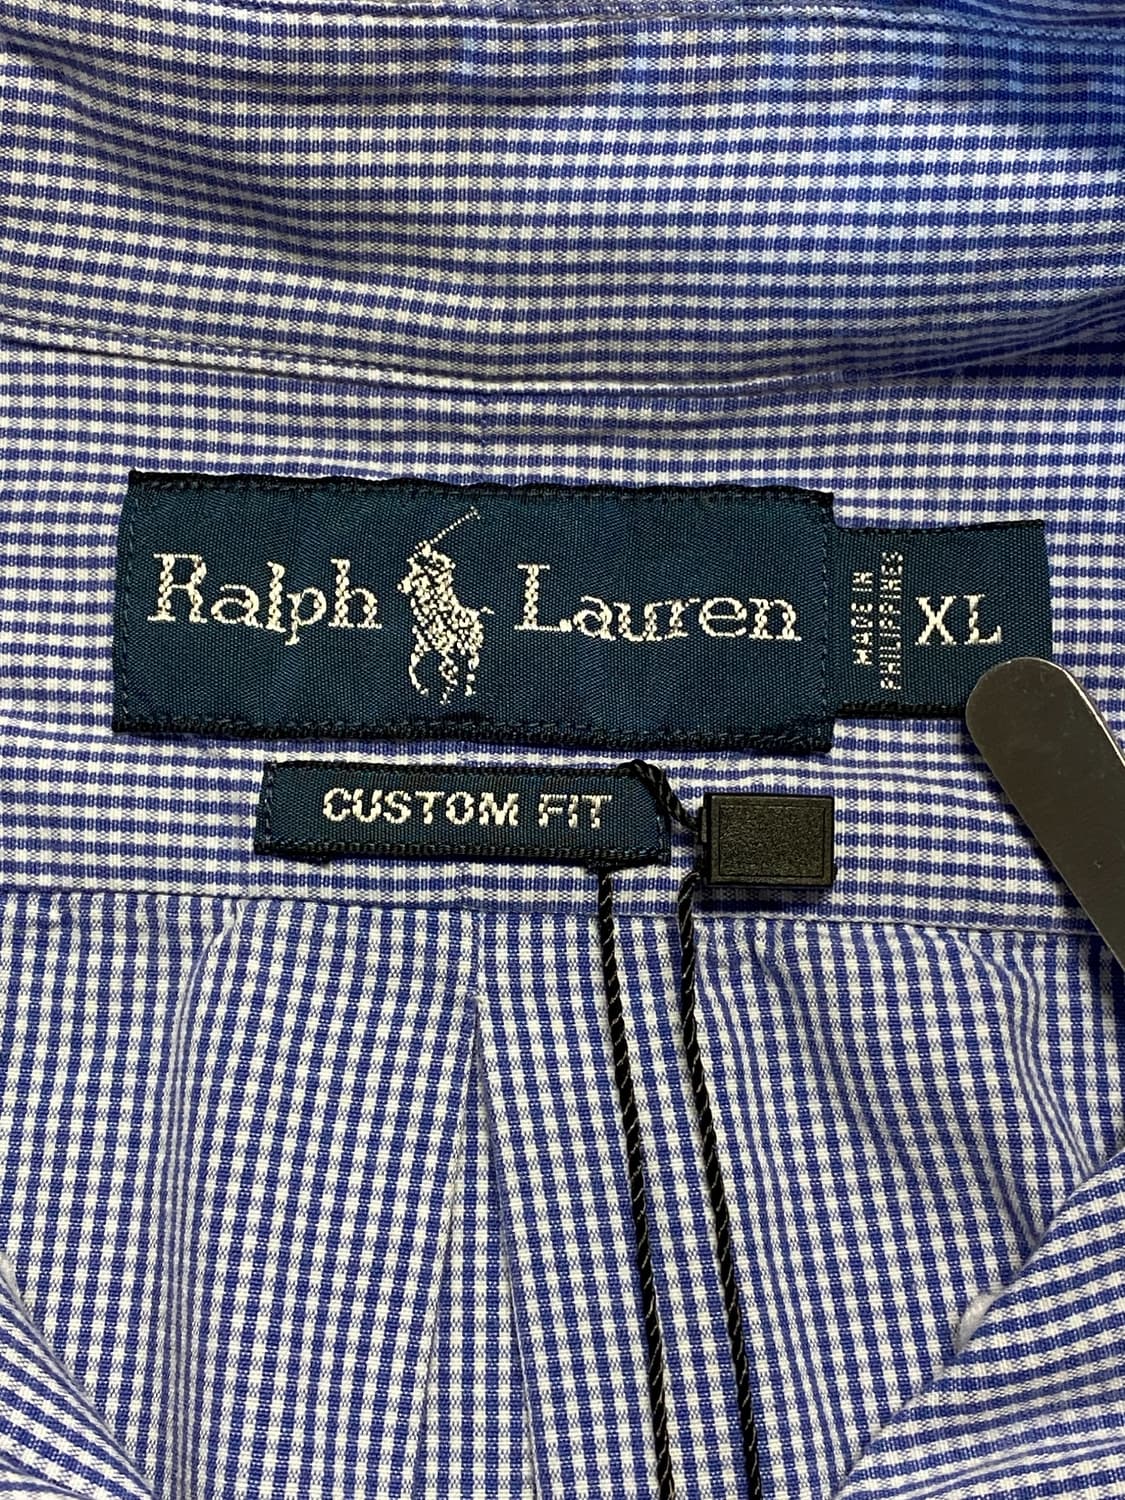 Ralph Lauren
MADE IN
PHILIPPINES
XL
CUSTOM FIT